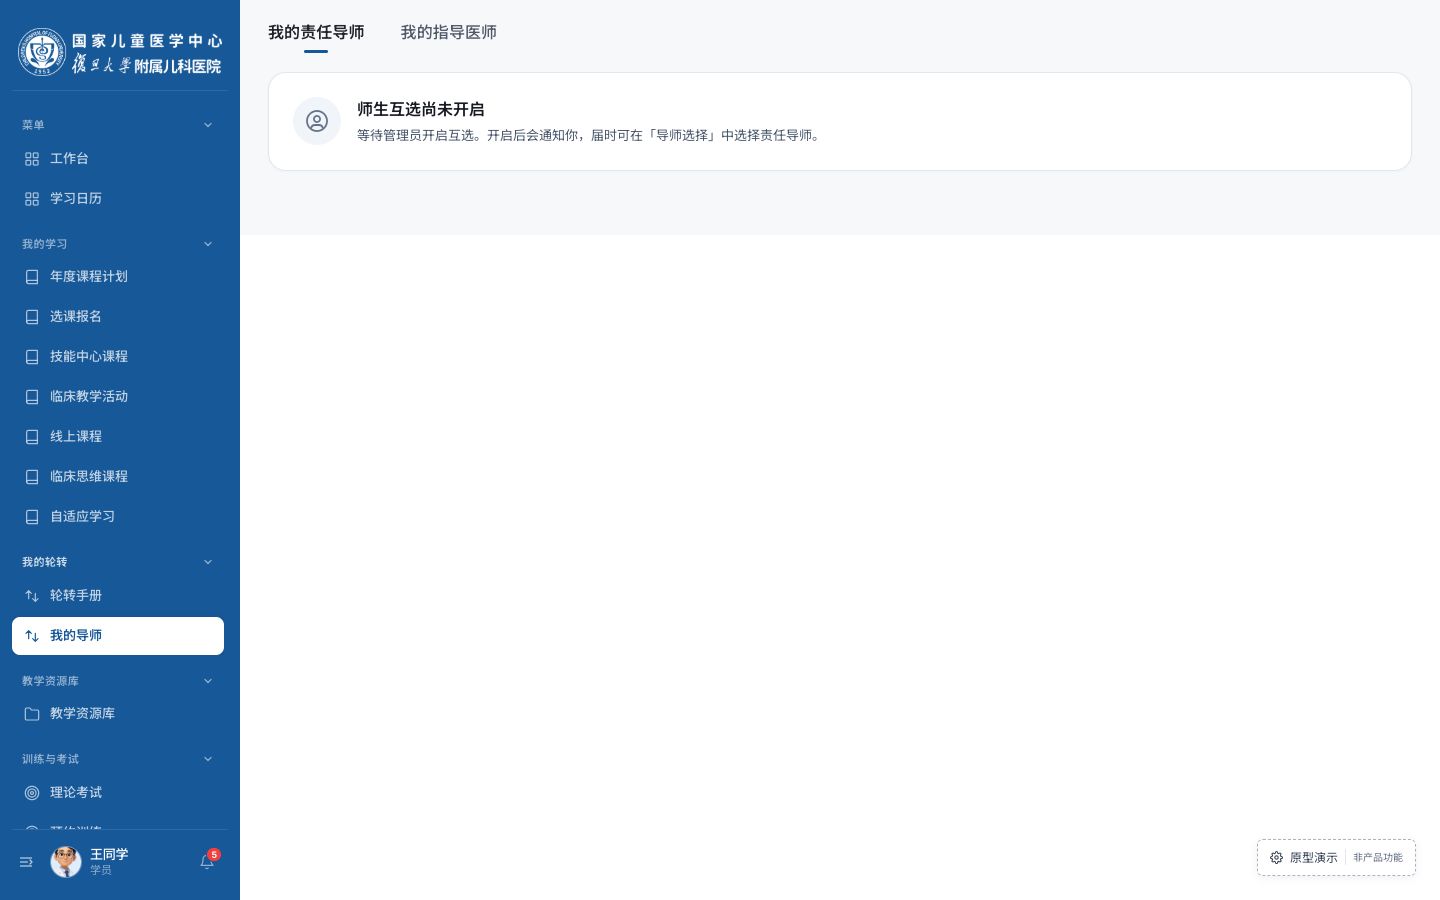 国家儿童医学中心
復旦大学附属儿科医院
1952
菜单
工作台
学习日历
我的学习
年度课程计划
选课报名
技能中心课程
临床教学活动
线上课程
临床思维课程
自适应学习
我的轮转
轮转手册
我的导师
教学资源库
教学资源库
训练与考试
理论考试
王同学
学员
5
我的责任导师
我的指导医师
师生互选尚未开启
等待管理员开启互选。开启后会通知你，届时可在「导师选择」中选择责任导师。
原型演示
非产品功能